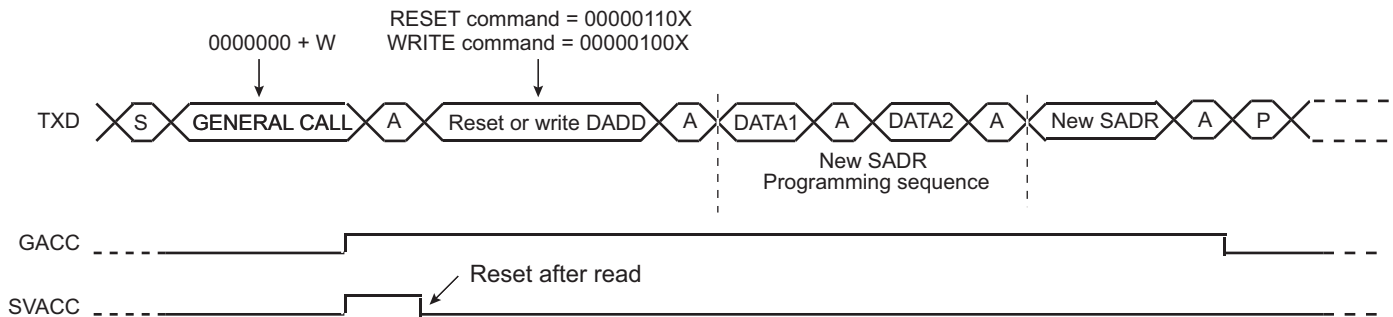 RESET command = 00000110X
0000000 + W
WRITE command = 00000100X
TXD S GENERAL CALL A Reset or write DADD A DATA1 A DATA2 A New SADR A P
New SADR
Programming sequence
GACC
Reset after read
SVACC